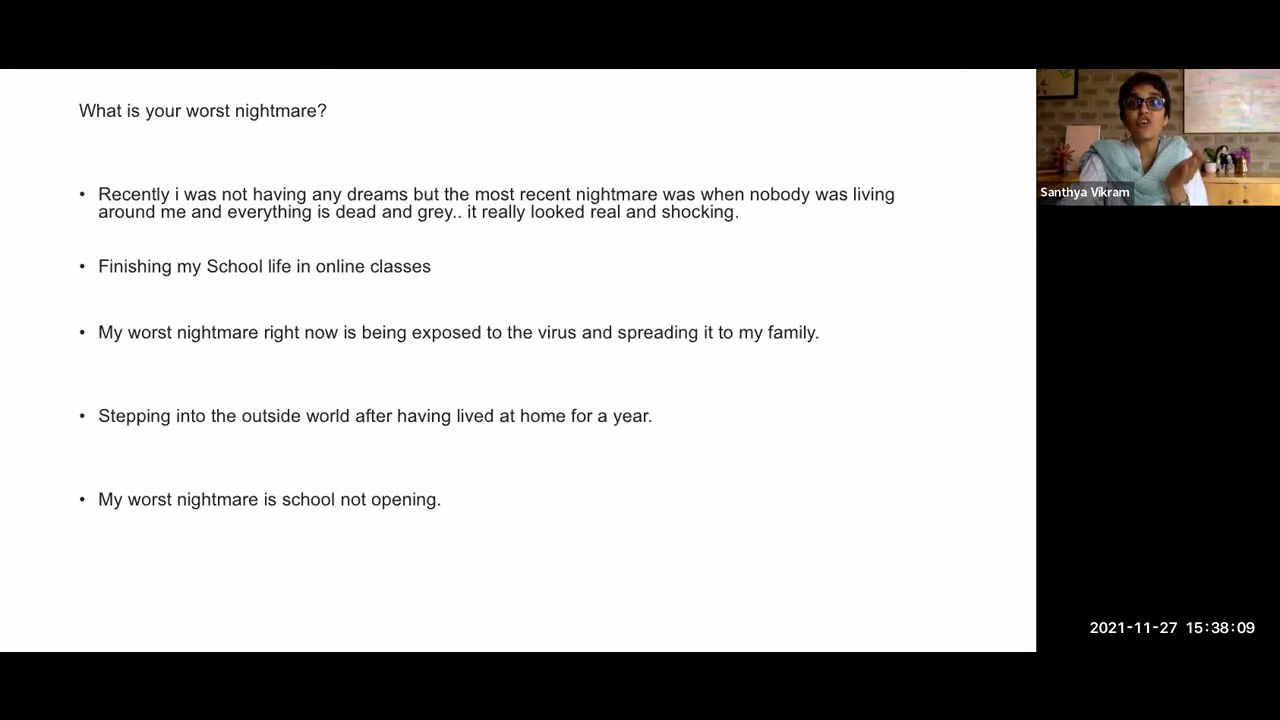 What is your worst nightmare?
• Recently i was not having any dreams but the most recent nightmare was when nobody was living
around me and everything is dead and grey.. it really looked real and shocking.
• Finishing my School life in online classes
• My worst nightmare right now is being exposed to the virus and spreading it to my family.
• Stepping into the outside world after having lived at home for a year.
• My worst nightmare is school not opening.
Santhya Vikram
2021-11-27 15:38:09